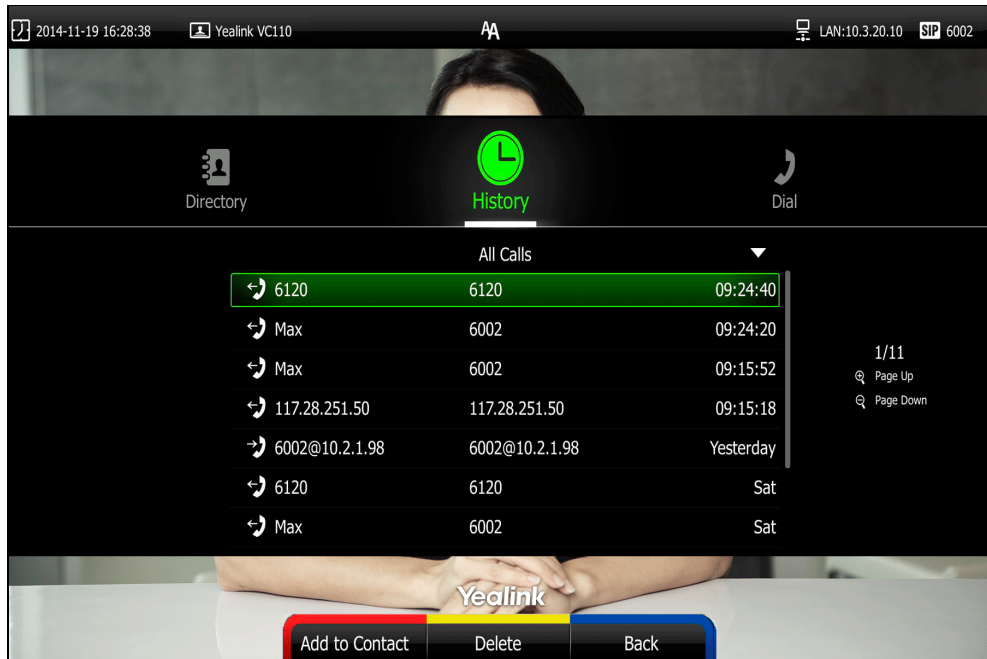 2014-11-19 16:28:38 Yealink VC110 AA LAN:10.3.20.10 SIP 6002
Directory History Dial
All Calls
6120 6120 09:24:40
Max 6002 09:24:20
Max 6002 09:15:52
117.28.251.50 117.28.251.50 09:15:18
6002@10.2.1.98 6002@10.2.1.98 Yesterday
6120 6120 Sat
Max 6002 Sat
1/11
Page Up
Page Down
Yealink
Add to Contact Delete Back